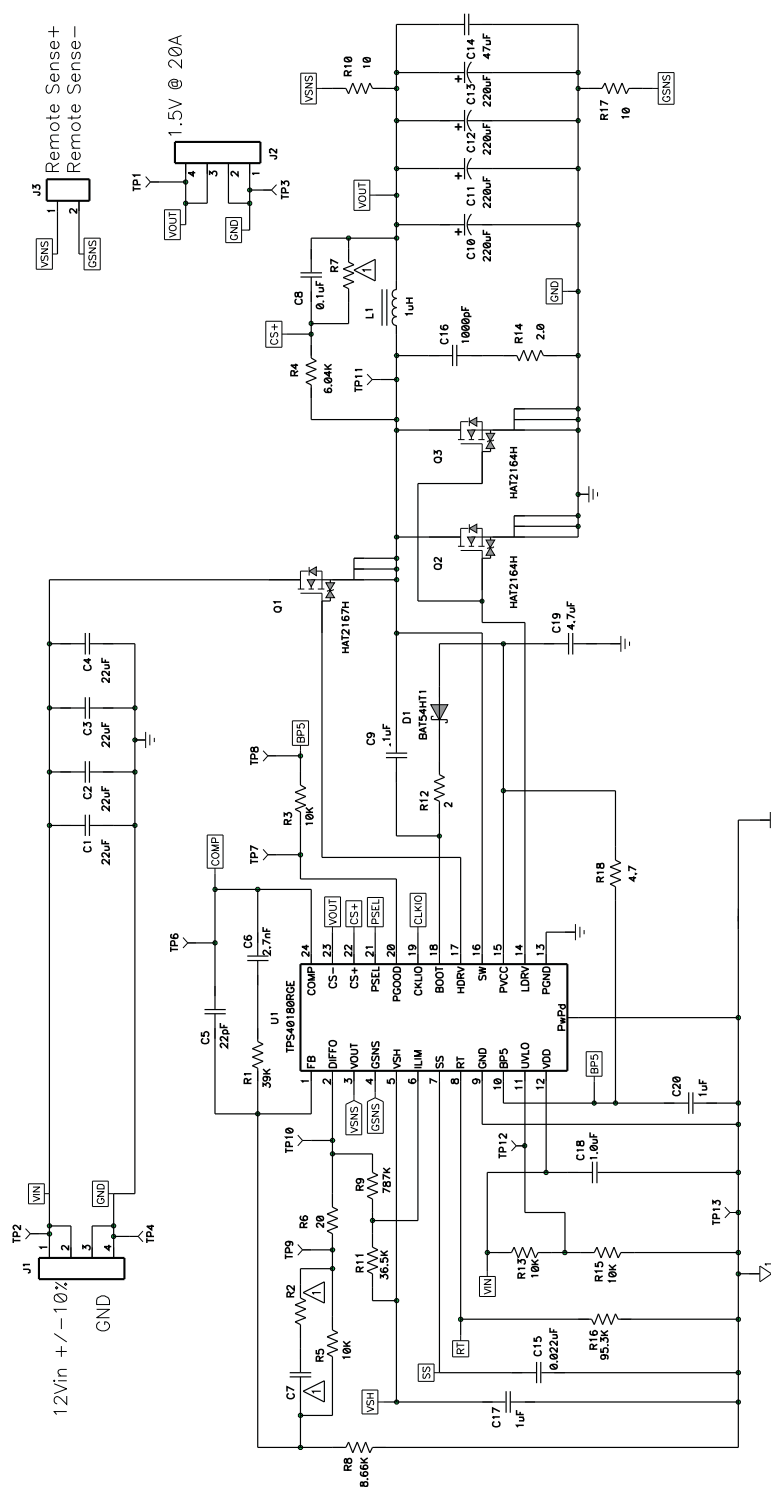 12Vin +/-10%
GND
J1
1
2
3
4
TP2
TP4
VIN
GND
C1
22uF
C2
22uF
C3
22uF
C4
22uF
Q1
HAT2167H
J3
1
2
VSNS
GSNS
Remote Sense+
Remote Sense-
1.5V @ 20A
J2
4
3
2
1
TP1
TP3
VOUT
GND
TP6
COMP
C5
22pF
R1
39K
C6
2.7nF
TP7
R3
10K
TP8
BP5
U1
TPS40180RGE
1
FB
2
DIFFO
3
VOUT
4
GSNS
5
VSH
6
ILIM
7
SS
8
RT
9
GND
10
BP5
11
UVLO
12
VDD
24
COMP
23
CS-
22
CS+
21
PSEL
20
PGOOD
19
CKLIO
18
BOOT
17
HDRV
16
SW
15
PVCC
14
LDRV
13
PGND
PwPd
VSNS
GSNS
VOUT
CS+
PSEL
CLKIO
TP10
TP9
R6
20
R2
1
C7
1
R5
10K
R9
787K
R11
36.5K
R8
8.66K
VSH
C17
1uF
SS
C15
0.022uF
RT
R16
95.3K
VIN
R13
10K
R15
10K
TP12
TP13
C18
1.0uF
BP5
C20
1uF
R18
4.7
1
C9
.1uF
R12
2
D1
BAT54HT1
C19
4.7uF
Q2
HAT2164H
Q3
HAT2164H
TP11
R4
6.04K
CS+
C8
0.1uF
R7
1
L1
1uH
C16
1000pF
R14
2.0
GND
VOUT
C10
220uF
C11
220uF
C12
220uF
C13
220uF
C14
47uF
+
+
+
+
VSNS
R10
10
R17
10
GSNS